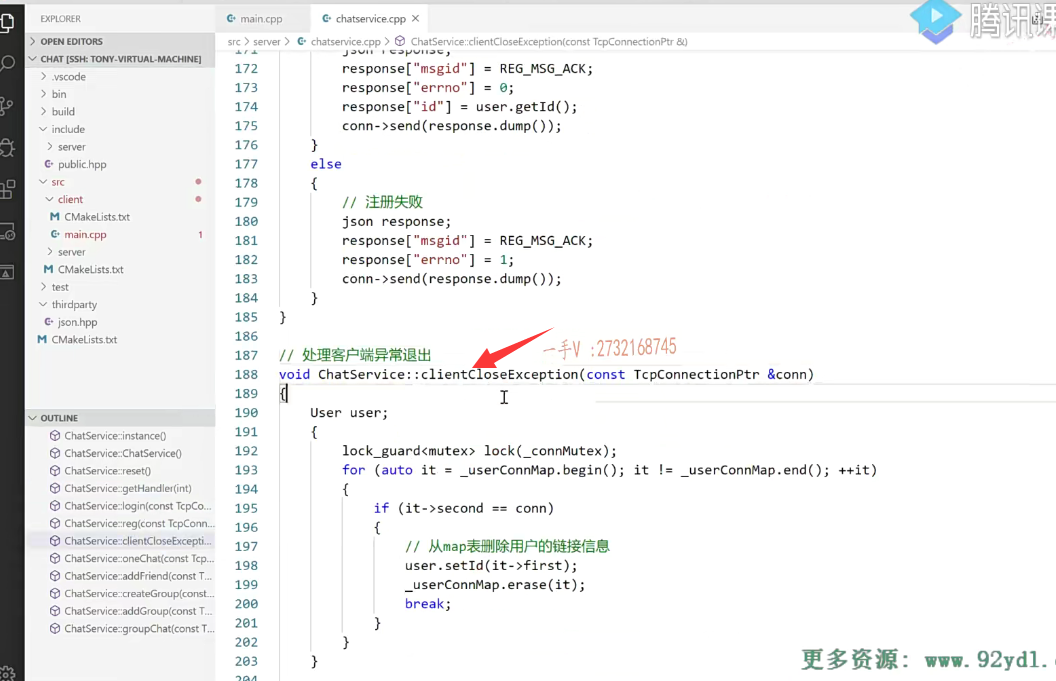 EXPLORER
main.cpp
chatservice.cpp ×
OPEN EDITORS
src > server > chatservice.cpp > ChatService::clientCloseException(const TcpConnectionPtr &)
CHAT [SSH: TONY-VIRTUAL-MACHINE]
.vscode
bin
build
include
server
public.hpp
src
client
CMakeLists.txt
main.cpp 1
server
CMakeLists.txt
test
thirdparty
json.hpp
CMakeLists.txt
OUTLINE
ChatService::instance()
ChatService::ChatService()
ChatService::reset()
ChatService::getHandler(int)
ChatService::login(const TcpCo...
ChatService::reg(const TcpConn...
ChatService::clientCloseExcepti...
ChatService::oneChat(const Tcp...
ChatService::addFriend(const T...
ChatService::createGroup(const...
ChatService::addGroup(const T...
ChatService::groupChat(const T...
171 json response;
172 response["msgid"] = REG_MSG_ACK;
173 response["errno"] = 0;
174 response["id"] = user.getId();
175 conn->send(response.dump());
176 }
177 else
178 {
179 // 注册失败
180 json response;
181 response["msgid"] = REG_MSG_ACK;
182 response["errno"] = 1;
183 conn->send(response.dump());
184 }
185 }
186
187 // 处理客户端异常退出
188 void ChatService::clientCloseException(const TcpConnectionPtr &conn)
189 {
190 User user;
191 {
192 lock_guard<mutex> lock(_connMutex);
193 for (auto it = _userConnMap.begin(); it != _userConnMap.end(); ++it)
194 {
195 if (it->second == conn)
196 {
197 // 从map表删除用户的链接信息
198 user.setId(it->first);
199 _userConnMap.erase(it);
200 break;
201 }
202 }
203 }
204
一手V :2732168745
腾讯课
更多资源: www.92ydl.